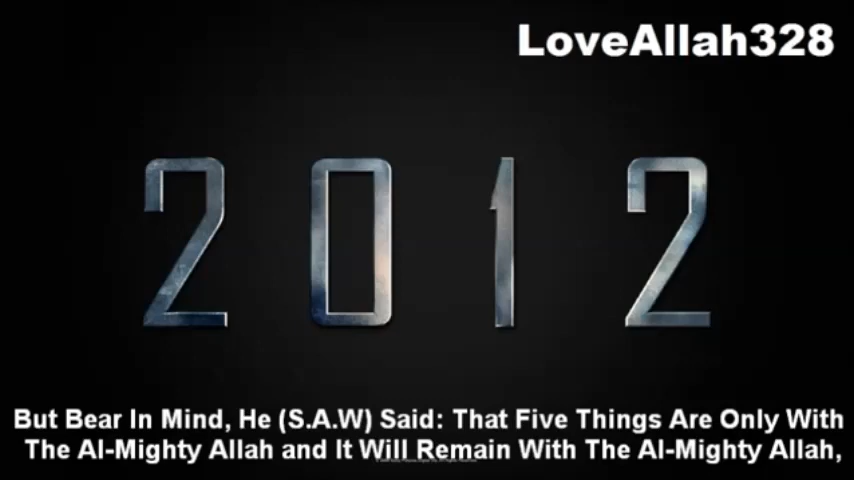 LoveAllah328
2012
But Bear In Mind, He (S.A.W) Said: That Five Things Are Only With
The Al-Mighty Allah and It Will Remain With The Al-Mighty Allah,